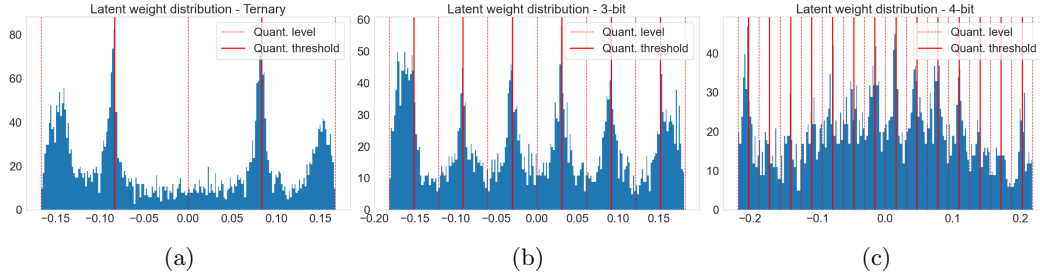 Latent weight distribution - Ternary
Quant. level
Quant. threshold
80
60
40
20
0
−0.15 −0.10 −0.05 0.00 0.05 0.10 0.15
(a)
Latent weight distribution - 3-bit
Quant. level
Quant. threshold
60
50
40
30
20
10
0
−0.20 −0.15 −0.10 −0.05 0.00 0.05 0.10 0.15
(b)
Latent weight distribution - 4-bit
Quant. level
Quant. threshold
40
30
20
10
0
−0.2 −0.1 0.0 0.1 0.2
(c)